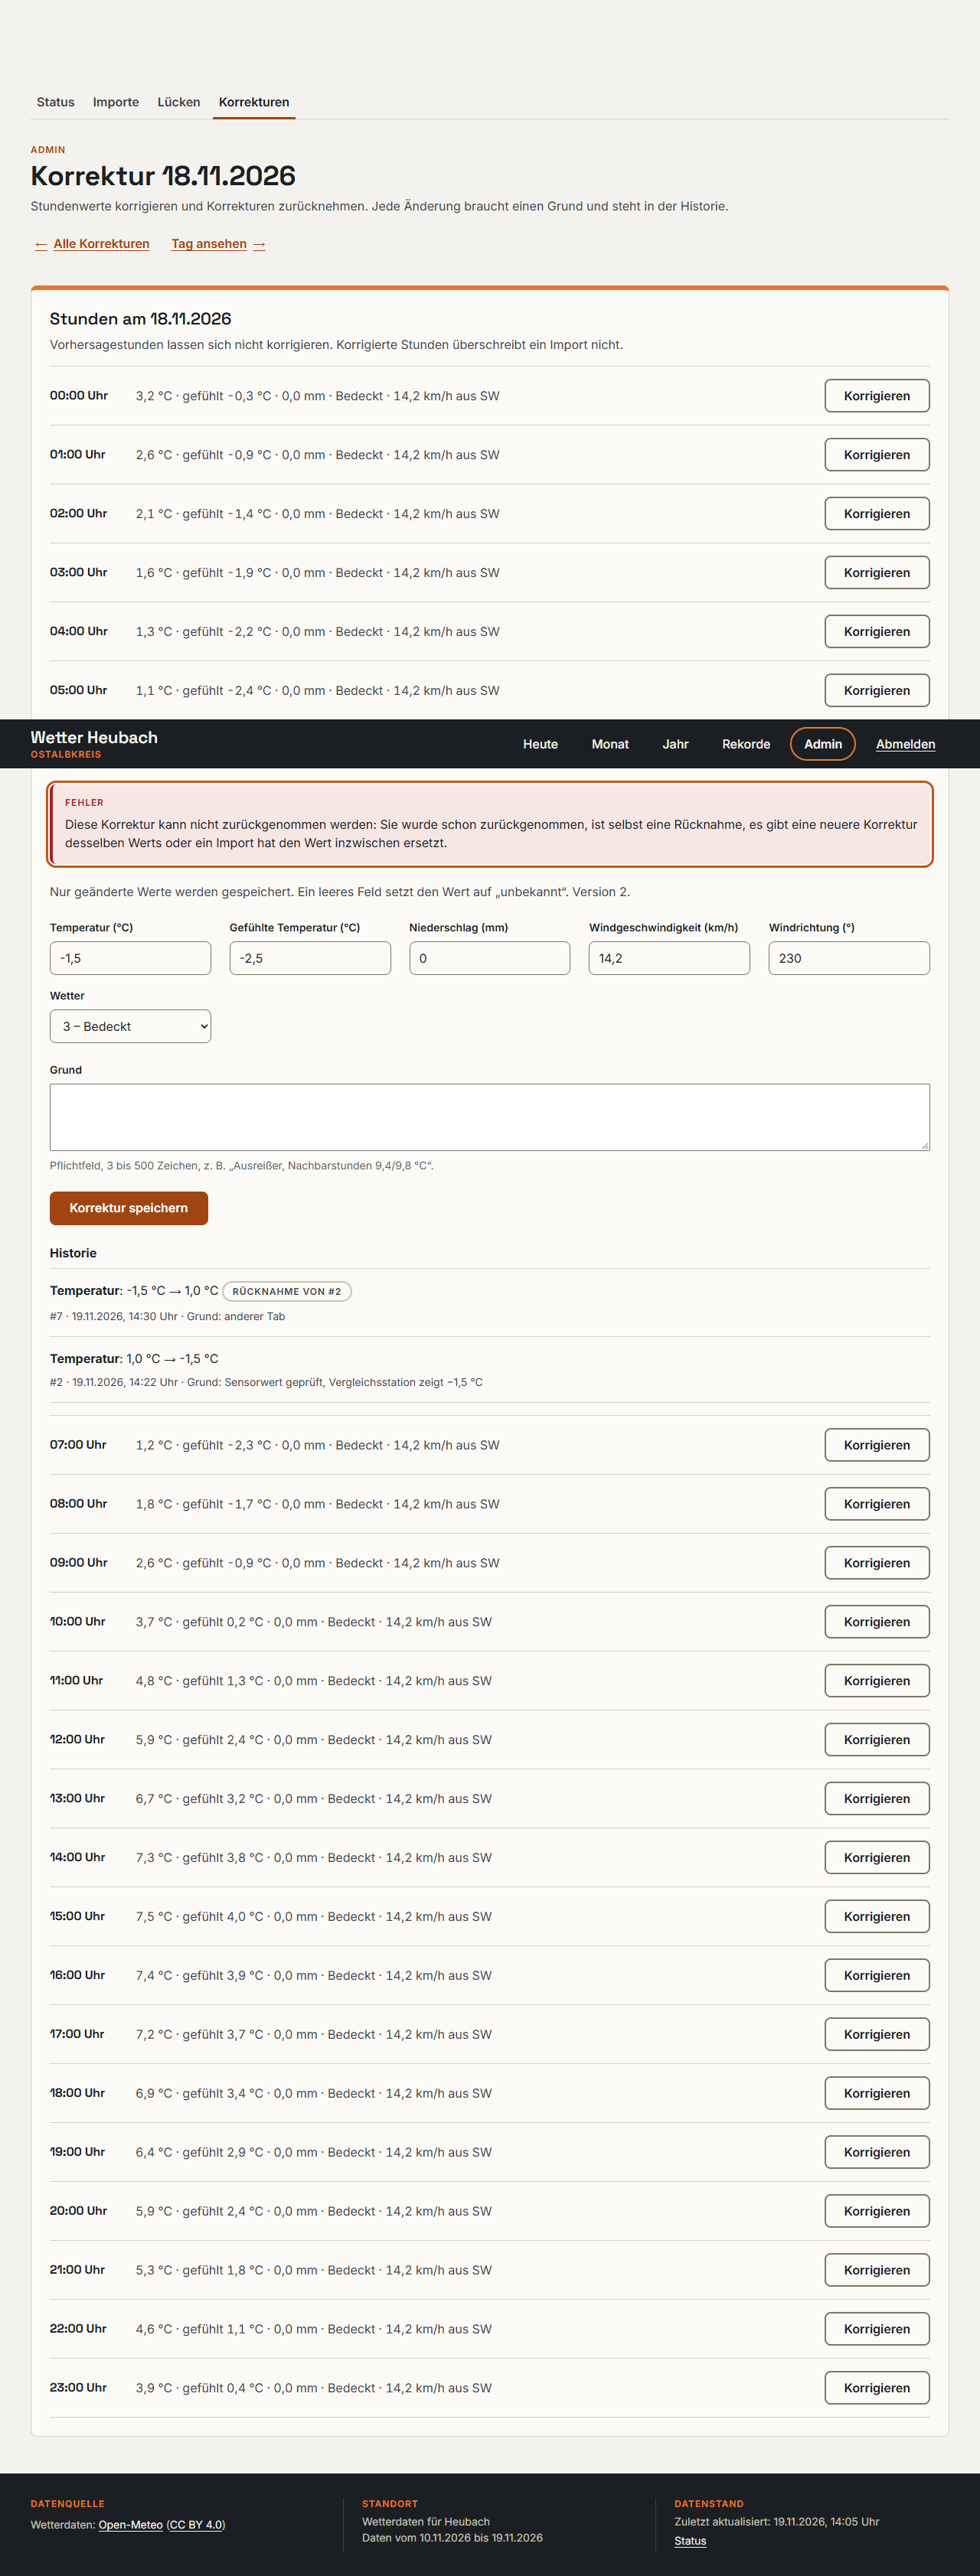 Status Importe Lücken Korrekturen
ADMIN
Korrektur 18.11.2026
Stundenwerte korrigieren und Korrekturen zurücknehmen. Jede Änderung braucht einen Grund und steht in der Historie.
← Alle Korrekturen Tag ansehen →
Stunden am 18.11.2026
Vorhersagestunden lassen sich nicht korrigieren. Korrigierte Stunden überschreibt ein Import nicht.
00:00 Uhr 3,2 °C · gefühlt -0,3 °C · 0,0 mm · Bedeckt · 14,2 km/h aus SW Korrigieren
01:00 Uhr 2,6 °C · gefühlt -0,9 °C · 0,0 mm · Bedeckt · 14,2 km/h aus SW Korrigieren
02:00 Uhr 2,1 °C · gefühlt -1,4 °C · 0,0 mm · Bedeckt · 14,2 km/h aus SW Korrigieren
03:00 Uhr 1,6 °C · gefühlt -1,9 °C · 0,0 mm · Bedeckt · 14,2 km/h aus SW Korrigieren
04:00 Uhr 1,3 °C · gefühlt -2,2 °C · 0,0 mm · Bedeckt · 14,2 km/h aus SW Korrigieren
05:00 Uhr 1,1 °C · gefühlt -2,4 °C · 0,0 mm · Bedeckt · 14,2 km/h aus SW Korrigieren
Wetter Heubach
OSTALBKREIS
Heute Monat Jahr Rekorde Admin Abmelden
FEHLER
Diese Korrektur kann nicht zurückgenommen werden: Sie wurde schon zurückgenommen, ist selbst eine Rücknahme, es gibt eine neuere Korrektur
desselben Werts oder ein Import hat den Wert inzwischen ersetzt.
Nur geänderte Werte werden gespeichert. Ein leeres Feld setzt den Wert auf „unbekannt“. Version 2.
Temperatur (°C) Gefühlte Temperatur (°C) Niederschlag (mm) Windgeschwindigkeit (km/h) Windrichtung (°)
-1,5 -2,5 0 14,2 230
Wetter
3 – Bedeckt
Grund
Pflichtfeld, 3 bis 500 Zeichen, z. B. „Ausreißer, Nachbarstunden 9,4/9,8 °C“.
Korrektur speichern
Historie
Temperatur: -1,5 °C → 1,0 °C RÜCKNAHME VON #2
#7 · 19.11.2026, 14:30 Uhr · Grund: anderer Tab
Temperatur: 1,0 °C → -1,5 °C
#2 · 19.11.2026, 14:22 Uhr · Grund: Sensorwert geprüft, Vergleichsstation zeigt −1,5 °C
07:00 Uhr 1,2 °C · gefühlt -2,3 °C · 0,0 mm · Bedeckt · 14,2 km/h aus SW Korrigieren
08:00 Uhr 1,8 °C · gefühlt -1,7 °C · 0,0 mm · Bedeckt · 14,2 km/h aus SW Korrigieren
09:00 Uhr 2,6 °C · gefühlt -0,9 °C · 0,0 mm · Bedeckt · 14,2 km/h aus SW Korrigieren
10:00 Uhr 3,7 °C · gefühlt 0,2 °C · 0,0 mm · Bedeckt · 14,2 km/h aus SW Korrigieren
11:00 Uhr 4,8 °C · gefühlt 1,3 °C · 0,0 mm · Bedeckt · 14,2 km/h aus SW Korrigieren
12:00 Uhr 5,9 °C · gefühlt 2,4 °C · 0,0 mm · Bedeckt · 14,2 km/h aus SW Korrigieren
13:00 Uhr 6,7 °C · gefühlt 3,2 °C · 0,0 mm · Bedeckt · 14,2 km/h aus SW Korrigieren
14:00 Uhr 7,3 °C · gefühlt 3,8 °C · 0,0 mm · Bedeckt · 14,2 km/h aus SW Korrigieren
15:00 Uhr 7,5 °C · gefühlt 4,0 °C · 0,0 mm · Bedeckt · 14,2 km/h aus SW Korrigieren
16:00 Uhr 7,4 °C · gefühlt 3,9 °C · 0,0 mm · Bedeckt · 14,2 km/h aus SW Korrigieren
17:00 Uhr 7,2 °C · gefühlt 3,7 °C · 0,0 mm · Bedeckt · 14,2 km/h aus SW Korrigieren
18:00 Uhr 6,9 °C · gefühlt 3,4 °C · 0,0 mm · Bedeckt · 14,2 km/h aus SW Korrigieren
19:00 Uhr 6,4 °C · gefühlt 2,9 °C · 0,0 mm · Bedeckt · 14,2 km/h aus SW Korrigieren
20:00 Uhr 5,9 °C · gefühlt 2,4 °C · 0,0 mm · Bedeckt · 14,2 km/h aus SW Korrigieren
21:00 Uhr 5,3 °C · gefühlt 1,8 °C · 0,0 mm · Bedeckt · 14,2 km/h aus SW Korrigieren
22:00 Uhr 4,6 °C · gefühlt 1,1 °C · 0,0 mm · Bedeckt · 14,2 km/h aus SW Korrigieren
23:00 Uhr 3,9 °C · gefühlt 0,4 °C · 0,0 mm · Bedeckt · 14,2 km/h aus SW Korrigieren
DATENQUELLE
Wetterdaten: Open-Meteo (CC BY 4.0)
STANDORT
Wetterdaten für Heubach
Daten vom 10.11.2026 bis 19.11.2026
DATENSTAND
Zuletzt aktualisiert: 19.11.2026, 14:05 Uhr
Status